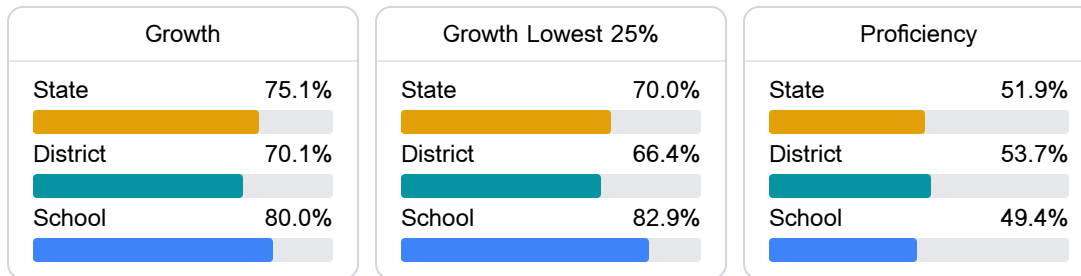 Growth
State 75.1%
District 70.1%
School 80.0%
Growth Lowest 25%
State 70.0%
District 66.4%
School 82.9%
Proficiency
State 51.9%
District 53.7%
School 49.4%